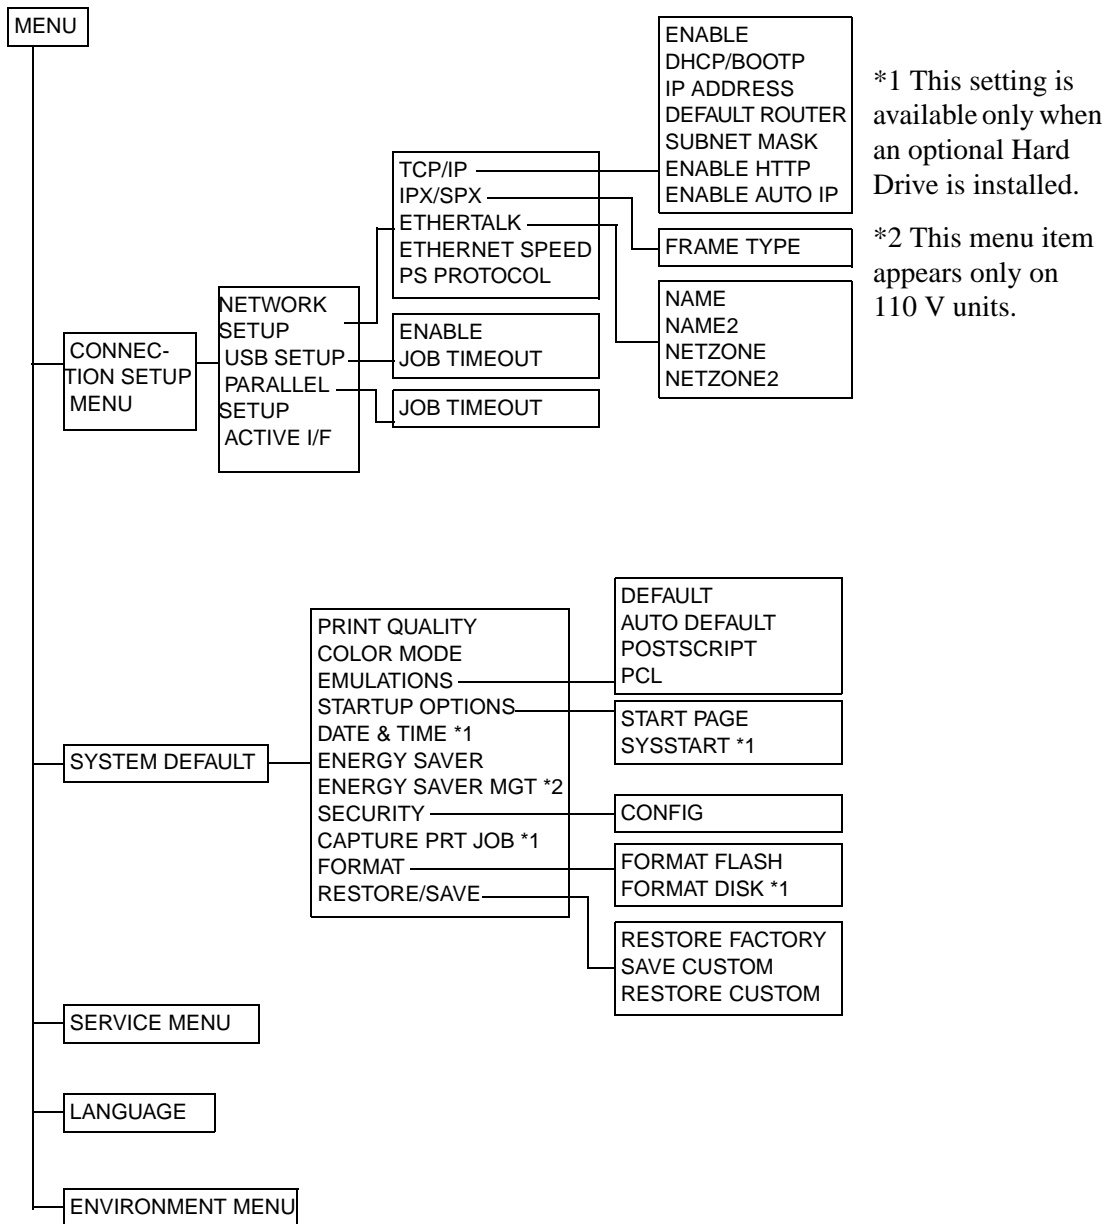 MENU
ENABLE
DHCP/BOOTP
IP ADDRESS
DEFAULT ROUTER
SUBNET MASK
ENABLE HTTP
ENABLE AUTO IP
*1 This setting is
available only when
an optional Hard
Drive is installed.
*2 This menu item
appears only on
110 V units.
TCP/IP
IPX/SPX
ETHERTALK
ETHERNET SPEED
PS PROTOCOL
FRAME TYPE
NAME
NAME2
NETZONE
NETZONE2
NETWORK
SETUP
USB SETUP
PARALLEL
SETUP
ACTIVE I/F
ENABLE
JOB TIMEOUT
JOB TIMEOUT
CONNEC-
TION SETUP
MENU
DEFAULT
AUTO DEFAULT
POSTSCRIPT
PCL
PRINT QUALITY
COLOR MODE
EMULATIONS
STARTUP OPTIONS
DATE & TIME *1
ENERGY SAVER
ENERGY SAVER MGT *2
SECURITY
CAPTURE PRT JOB *1
FORMAT
RESTORE/SAVE
START PAGE
SYSSTART *1
SYSTEM DEFAULT
CONFIG
FORMAT FLASH
FORMAT DISK *1
RESTORE FACTORY
SAVE CUSTOM
RESTORE CUSTOM
SERVICE MENU
LANGUAGE
ENVIRONMENT MENU